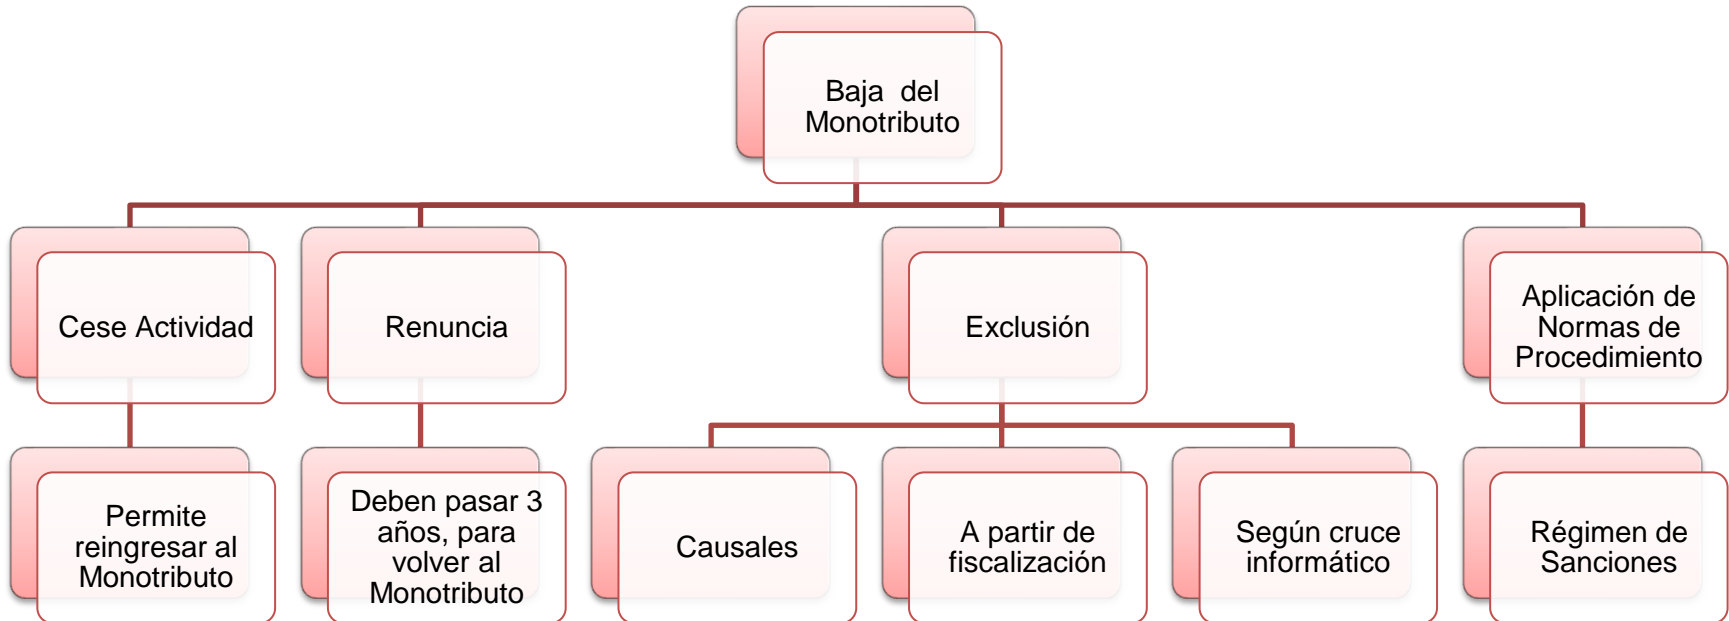 Baja del
Monotributo
Cese Actividad
Renuncia
Exclusión
Aplicación de
Normas de
Procedimiento
Permite
reingresar al
Monotributo
Deben pasar 3
años, para
volver al
Monotributo
Causales
A partir de
fiscalización
Según cruce
informático
Régimen de
Sanciones